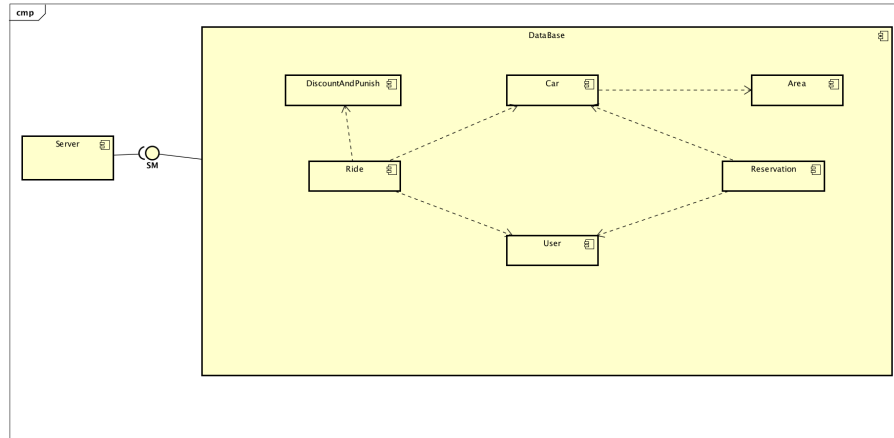 cmp
DataBase
DiscountAndPunish
Car
Area
Server
SM
Ride
Reservation
User